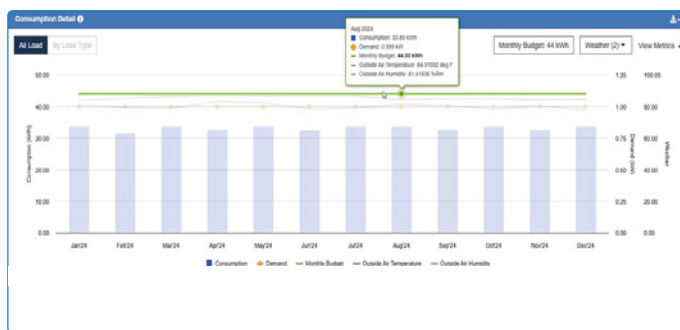 Consumption Detail
Aug 2024
Consumption: 33.80 kWh
Demand: 0.999 kW
Monthly Budget: 44.00 kWh
Outside Air Temperature: 84.51002 deg F
Outside Air Humidity: 81.41506 %RH
All Load
By Load Type
Monthly Budget: 44 kWh
Weather (2)
View Metrics
50.00
40.00
30.00
20.00
10.00
0.00
Consumption (kWh)
1.25
1.00
0.75
0.50
0.25
0.00
Demand (kW)
100.00
80.00
60.00
40.00
20.00
0.00
Weather
Jan'24 Feb'24 Mar'24 Apr'24 May'24 Jun'24 Jul'24 Aug'24 Sep'24 Oct'24 Nov'24 Dec'24
Consumption Demand Monthly Budget Outside Air Temperature Outside Air Humidity